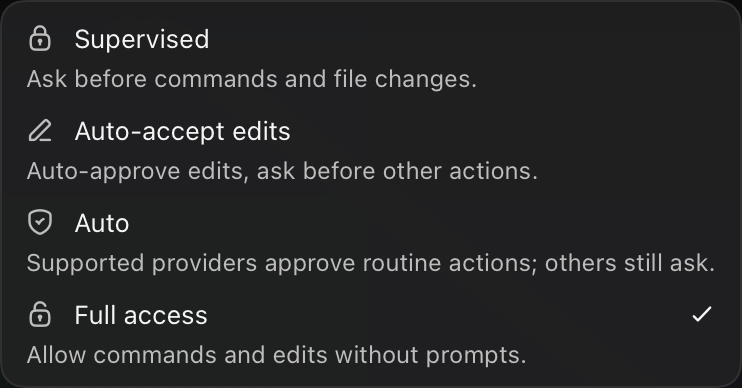 Supervised
Ask before commands and file changes.
Auto-accept edits
Auto-approve edits, ask before other actions.
Auto
Supported providers approve routine actions; others still ask.
Full access
Allow commands and edits without prompts.